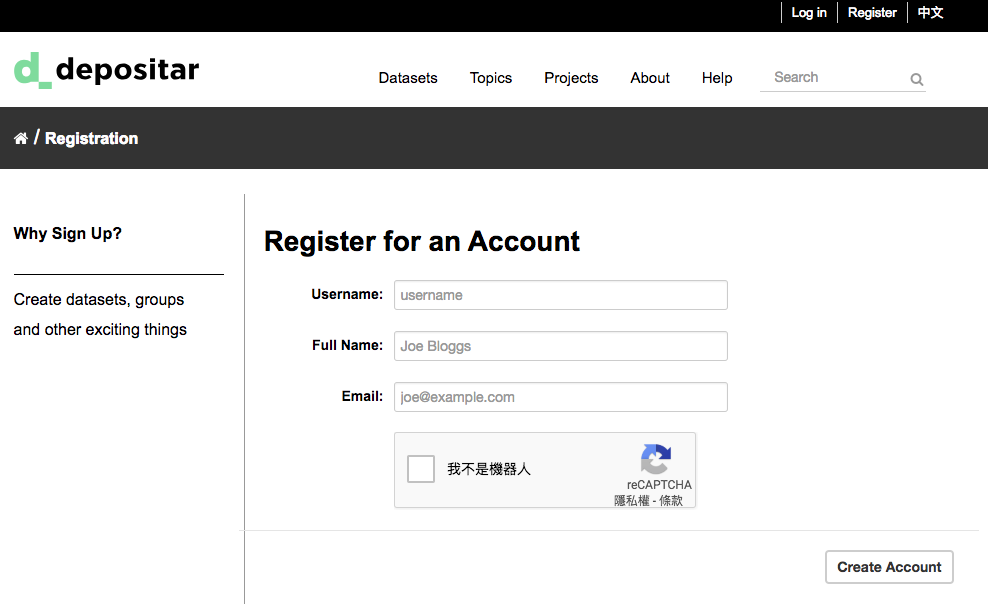 Log in Register 中文
d_depositar
Datasets Topics Projects About Help Search
/ Registration
Why Sign Up?
Create datasets, groups
and other exciting things
Register for an Account
Username: username
Full Name: Joe Bloggs
Email: joe@example.com
我不是機器人
reCAPTCHA
隱私權 - 條款
Create Account